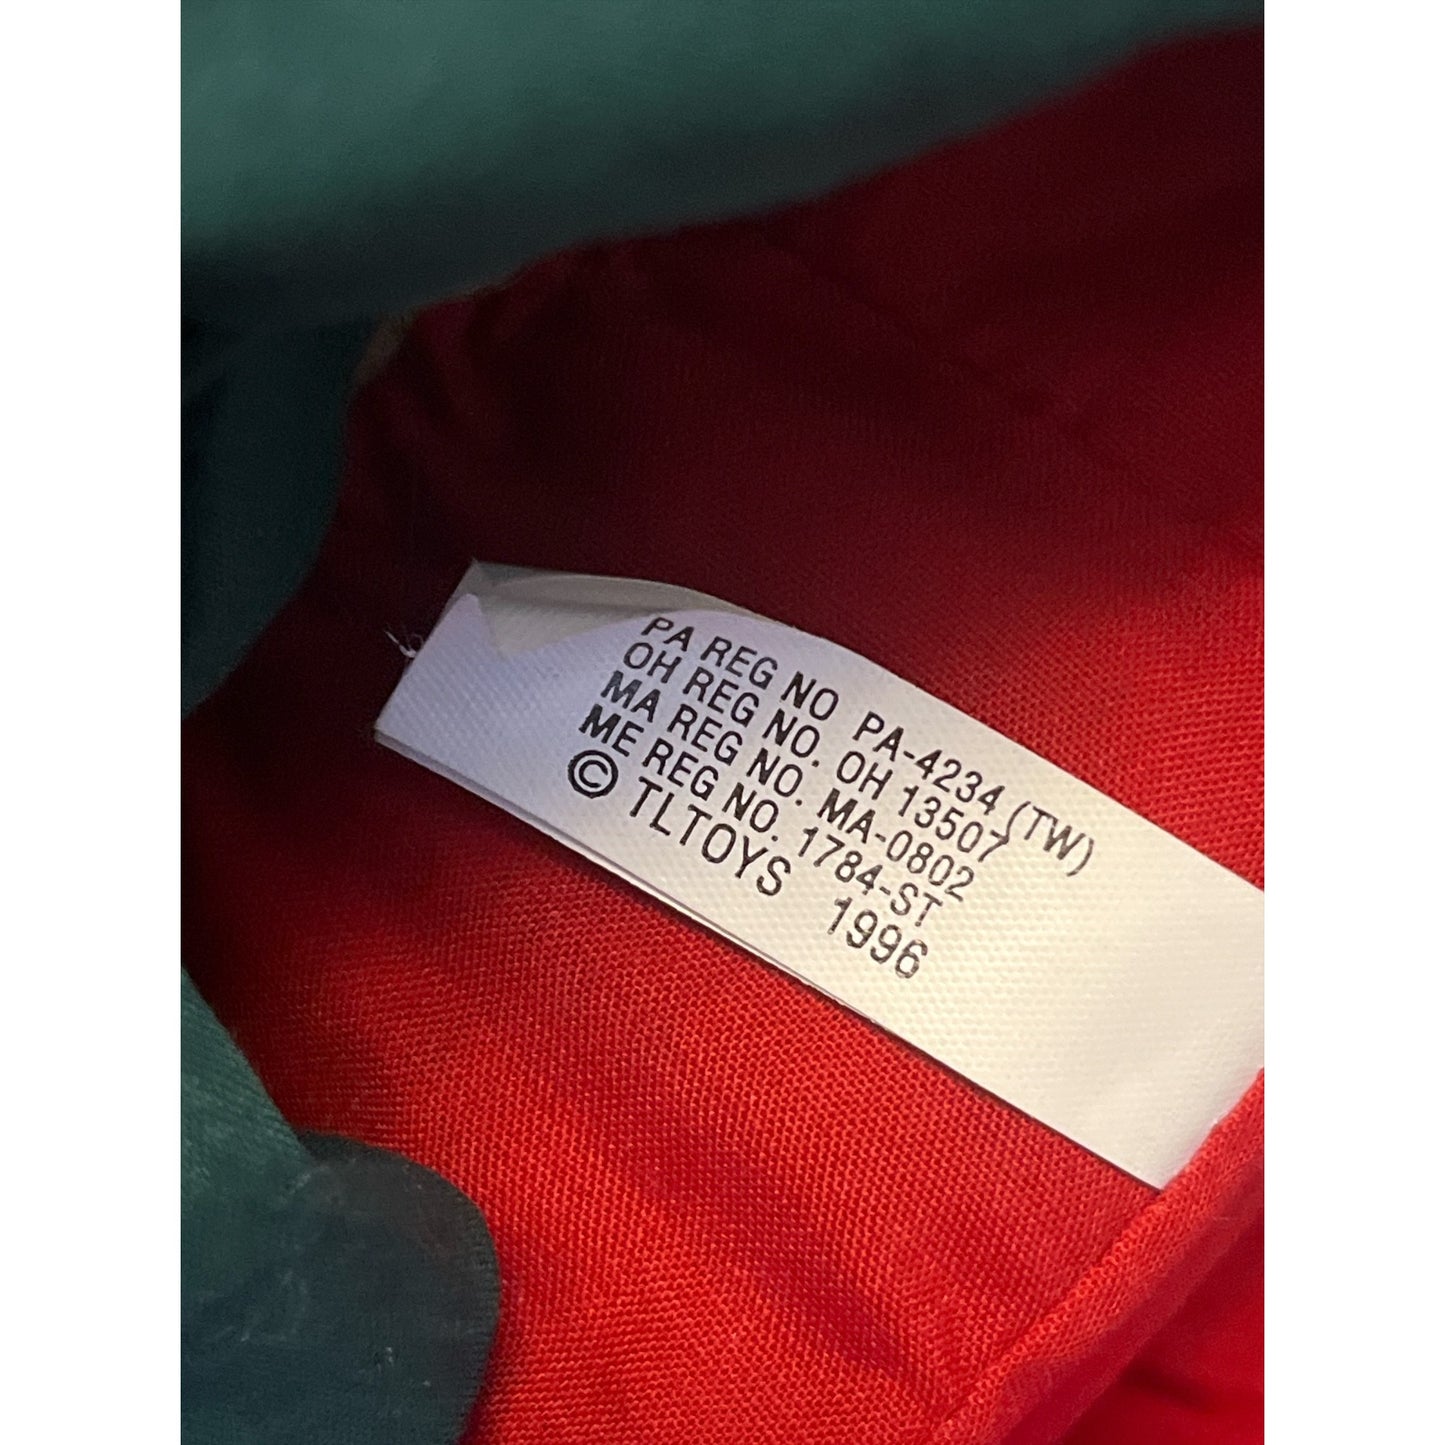 PA REG NO PA-4234 (TW)
OH REG NO. OH 13507
MA REG NO. MA-0802
ME REG NO. 1784-ST
© TLTOYS 1996